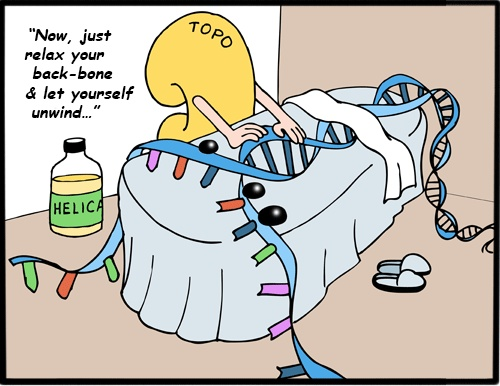 "Now, just
relax your
back-bone
& let yourself
unwind..."
TOPO
HELICA